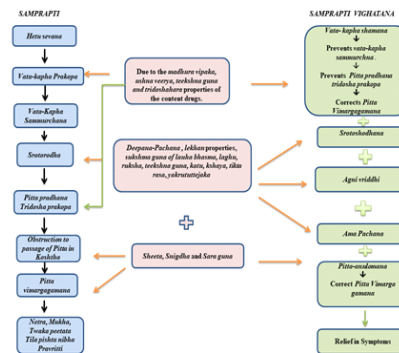 SAMPRAPTI
Hetu sevana
Vata-kapha Prakopa
Vata-Kapha
Sammurchana
Srotorodha
Pitta pradhana
Tridosha prakopa
Obstruction to
passage of Pitta in
Koshtha
Pitta
vimargagamana
Netra, Mukha,
Twaka peetata
Tila pishta nibha
Pravriti
Due to the madhura vipaka,
ushna veerya, teekshna guna
and tridoshahara properties of
the content drugs.
Deepana-Pachana, lekhan properties,
sukshma guna of lauha bhasma, laghu,
ruksha, teekshna guna, katu, kshaya, tikta
rasa, yakrututtejaka
Sheeta, Snigdha and Sara guna
SAMPRAPTI VIGHATANA
Vata- kapha shamana
Prevents vata-kapha
sammurchna .
Prevents Pitta pradhana
tridosha prakopa
Corrects Pitta
Vimargagamana
Srotoshodhana
Agni vriddhi
Ama Pachana
Pitta-anulomana
Correct Pitta Vimarga
gamana
Relief in Symptoms